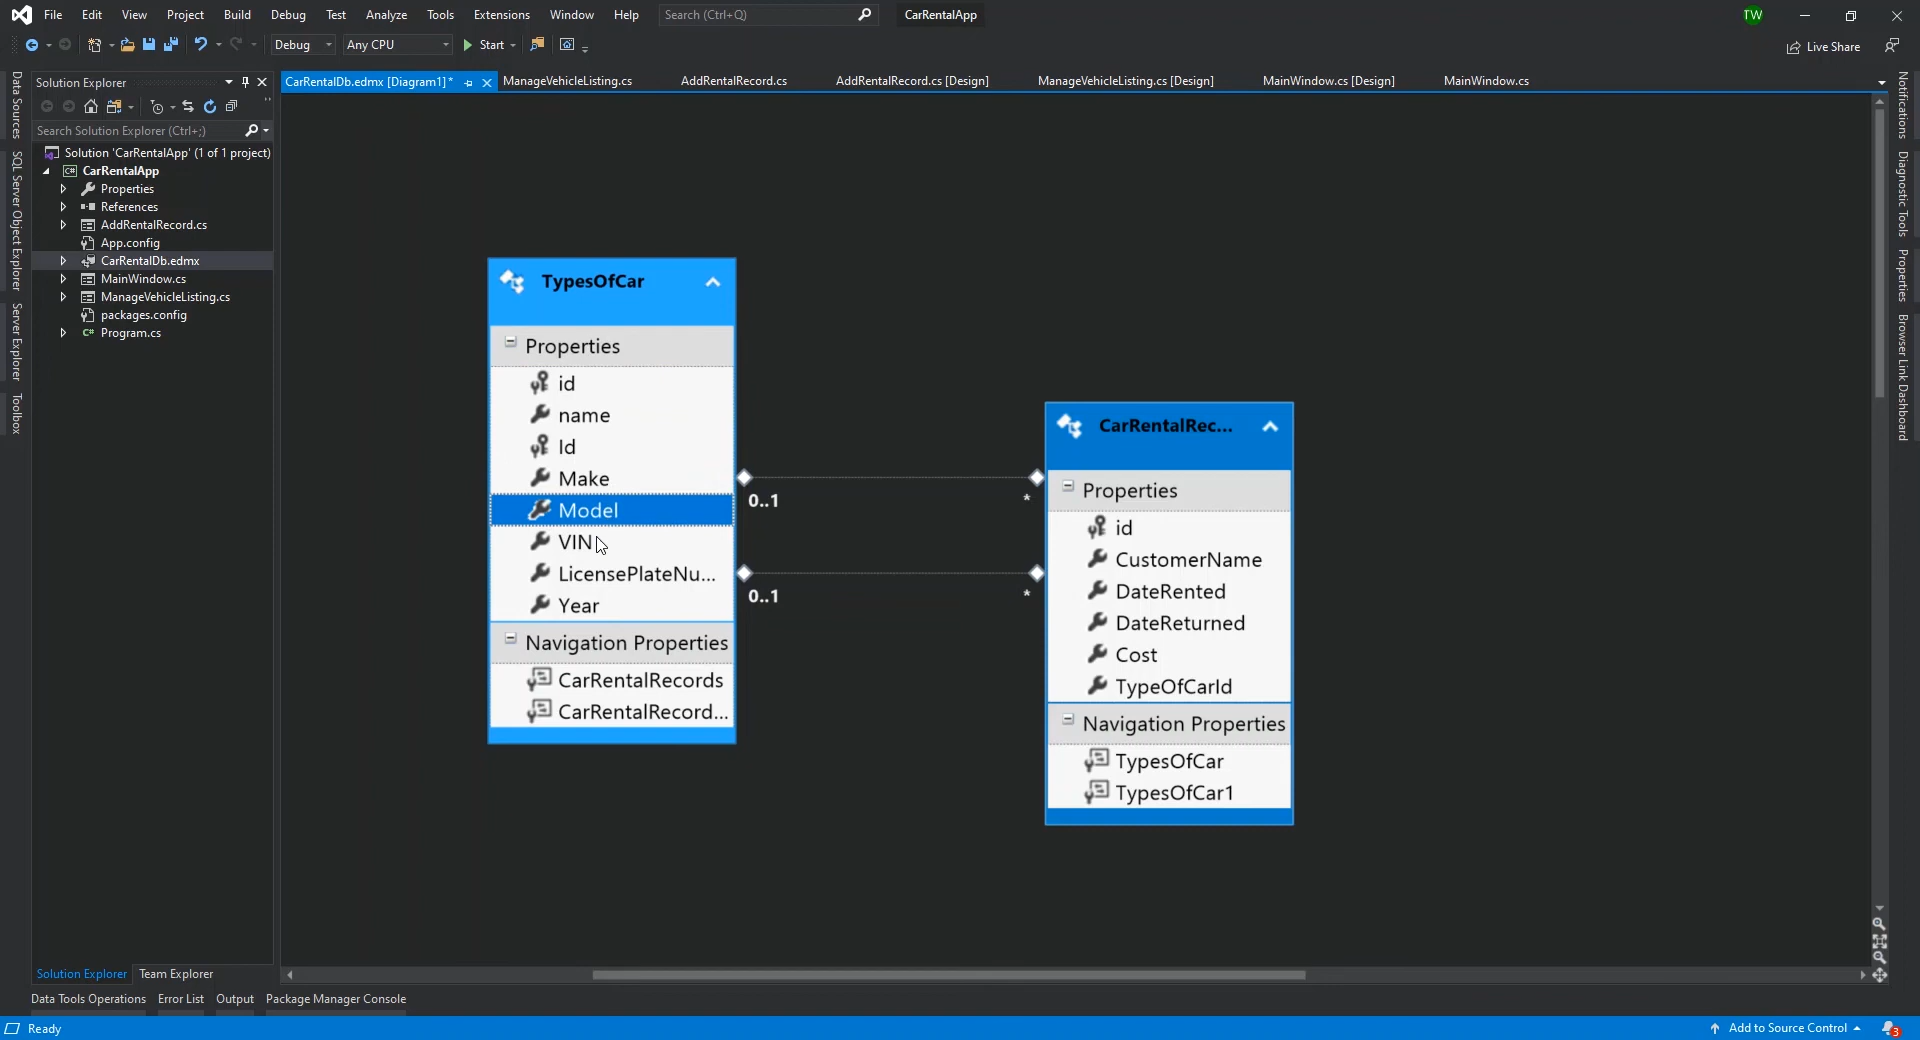 File Edit View Project Build Debug Test Analyze Tools Extensions Window Help Search (Ctrl+Q) CarRentalApp TW
Debug Any CPU Start Live Share
Data Sources
SQL Server Object Explorer
Server Explorer
Toolbox
Solution Explorer
Search Solution Explorer (Ctrl+;)
Solution 'CarRentalApp' (1 of 1 project)
C# CarRentalApp
Properties
References
AddRentalRecord.cs
App.config
CarRentalDb.edmx
MainWindow.cs
ManageVehicleListing.cs
packages.config
C# Program.cs
Solution Explorer Team Explorer
CarRentalDb.edmx [Diagram1]* ManageVehicleListing.cs AddRentalRecord.cs AddRentalRecord.cs [Design] ManageVehicleListing.cs [Design] MainWindow.cs [Design] MainWindow.cs
TypesOfCar
Properties
id
name
Id
Make
Model
VIN
LicensePlateNu...
Year
Navigation Properties
CarRentalRecords
CarRentalRecord...
0..1 *
0..1 *
CarRentalRec...
Properties
id
CustomerName
DateRented
DateReturned
Cost
TypeOfCarId
Navigation Properties
TypesOfCar
TypesOfCar1
Notifications
Diagnostic Tools
Properties
Browser Link Dashboard
Data Tools Operations Error List Output Package Manager Console
Ready Add to Source Control 3